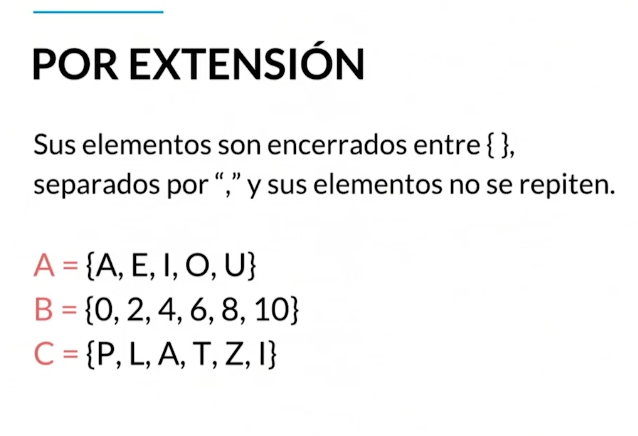 POR EXTENSIÓN
Sus elementos son encerrados entre { },
separados por “,” y sus elementos no se repiten.
A = {A, E, I, O, U}
B = {0, 2, 4, 6, 8, 10}
C = {P, L, A, T, Z, I}